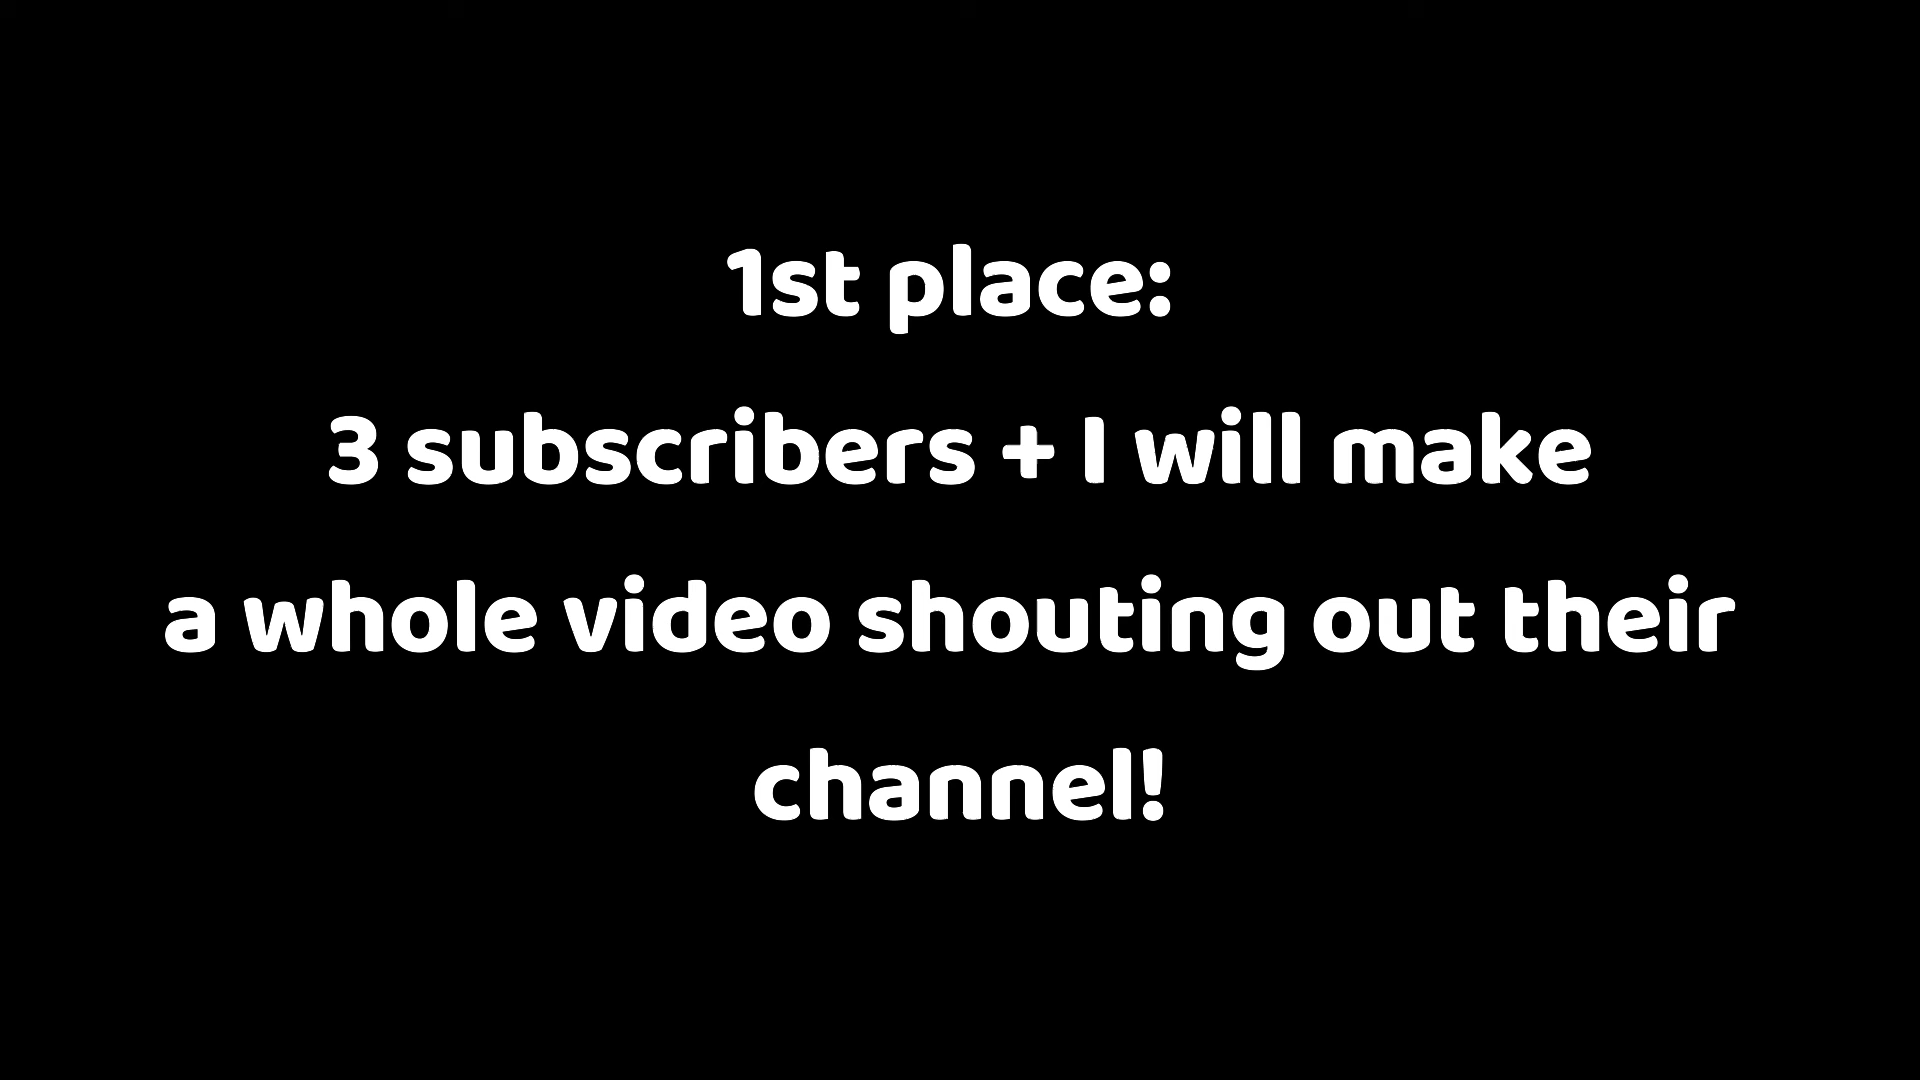 1st place:
3 subscribers + I will make
a whole video shouting out their
channel!